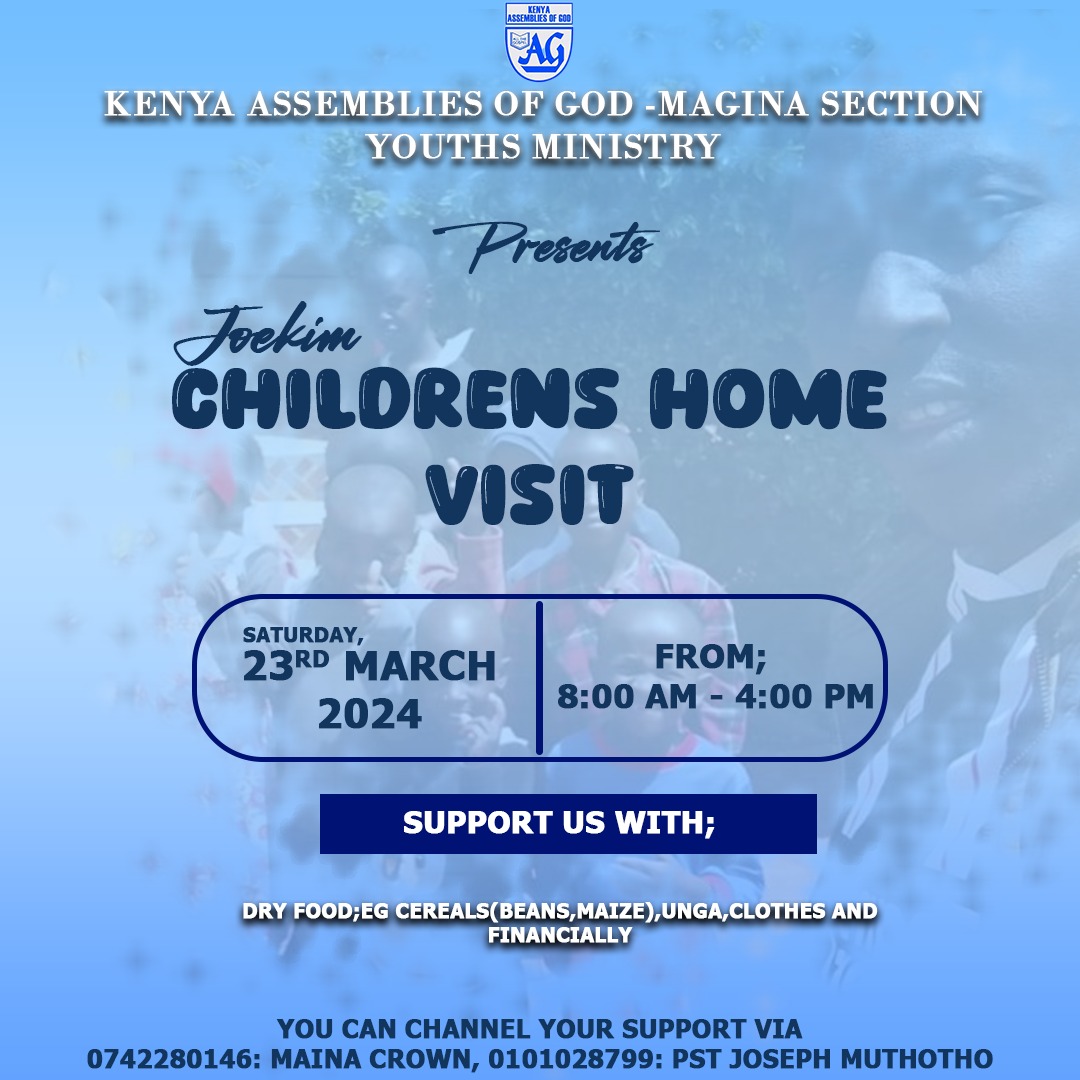 KENYA
ASSEMBLIES OF GOD
AG
KENYA ASSEMBLIES OF GOD -MAGINA SECTION
YOUTHS MINISTRY
Presents
Joekim
CHILDRENS HOME
VISIT
SATURDAY,
23RD MARCH
2024
FROM;
8:00 AM - 4:00 PM
SUPPORT US WITH;
DRY FOOD;EG CEREALS(BEANS,MAIZE),UNGA,CLOTHES AND
FINANCIALLY
YOU CAN CHANNEL YOUR SUPPORT VIA
0742280146: MAINA CROWN, 0101028799: PST JOSEPH MUTHOTHO